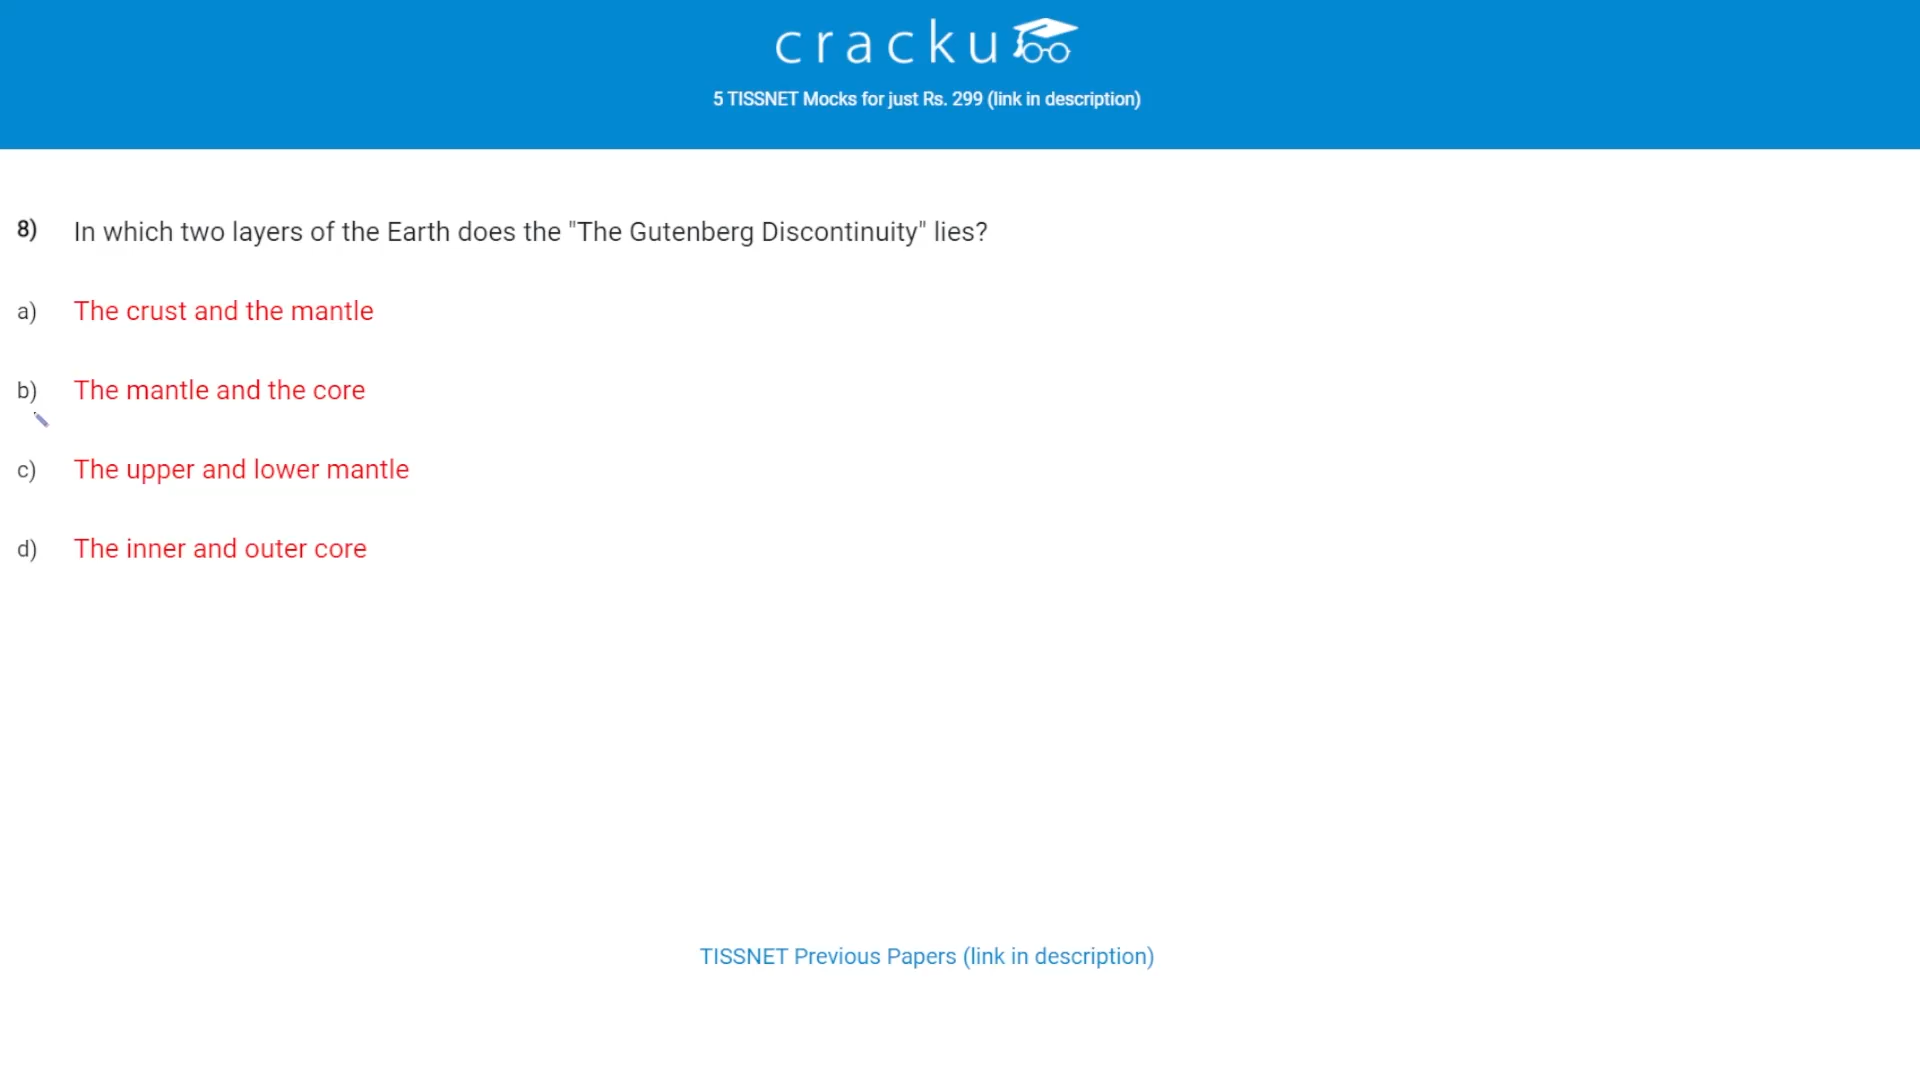 cracku
5 TISSNET Mocks for just Rs. 299 (link in description)
8) In which two layers of the Earth does the "The Gutenberg Discontinuity" lies?
a) The crust and the mantle
b) The mantle and the core
c) The upper and lower mantle
d) The inner and outer core
TISSNET Previous Papers (link in description)